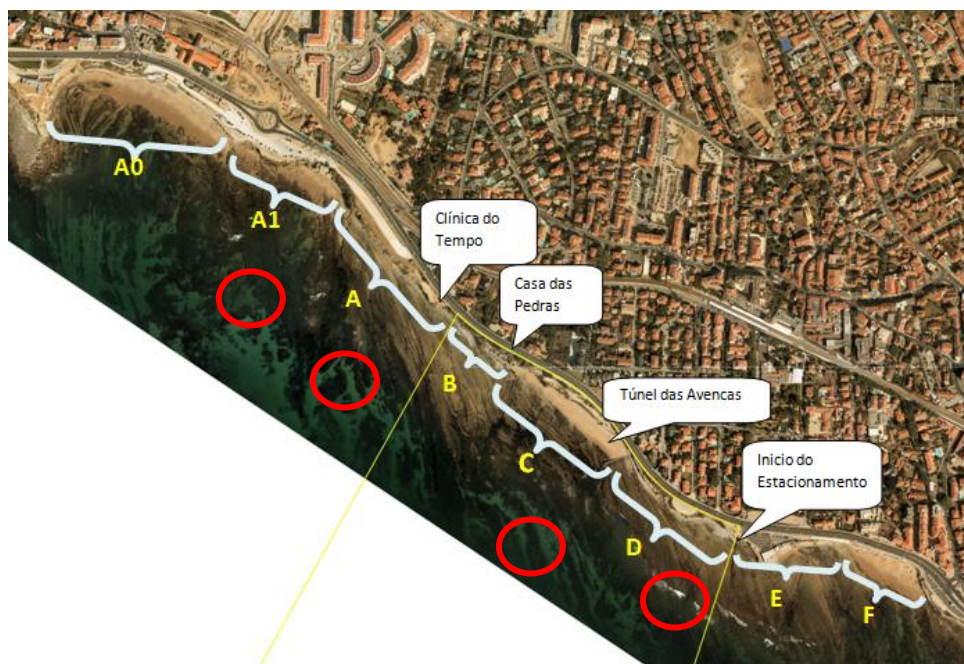 A0
A1
Clínica do
Tempo
A
Casa das
Pedras
B
Túnel das Avencas
C
Inicio do
Estacionamento
D
E
F